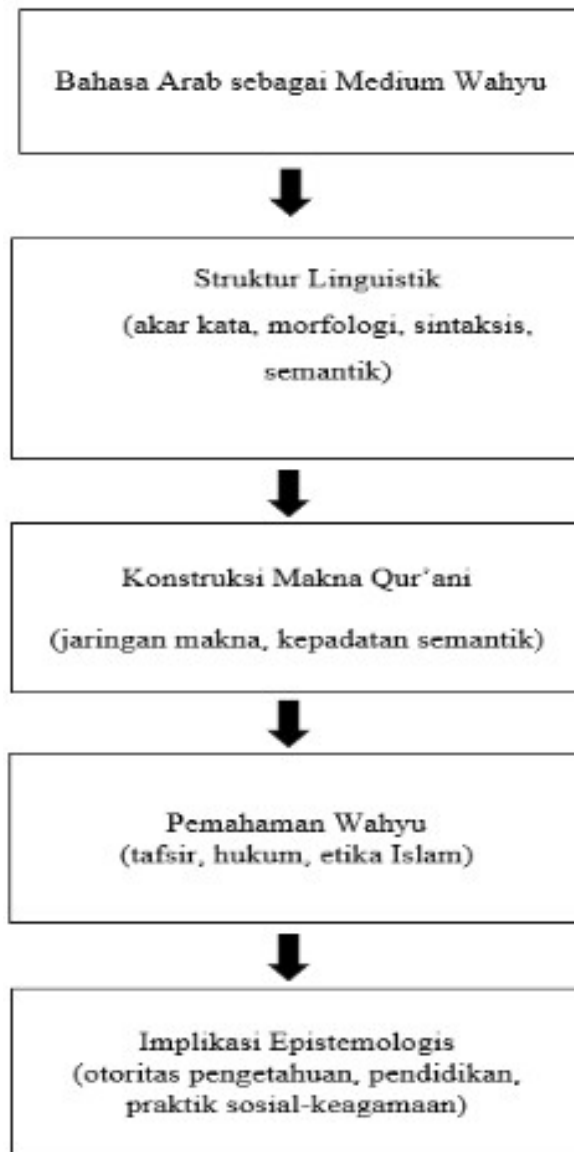 Bahasa Arab sebagai Medium Wahyu
Struktur Linguistik
(akar kata, morfologi, sintaksis,
semantik)
Konstruksi Makna Qur'ani
(jaringan makna, kepadatan semantik)
Pemahaman Wahyu
(tafsir, hukum, etika Islam)
Implikasi Epistemologis
(otoritas pengetahuan, pendidikan,
praktik sosial-keagamaan)